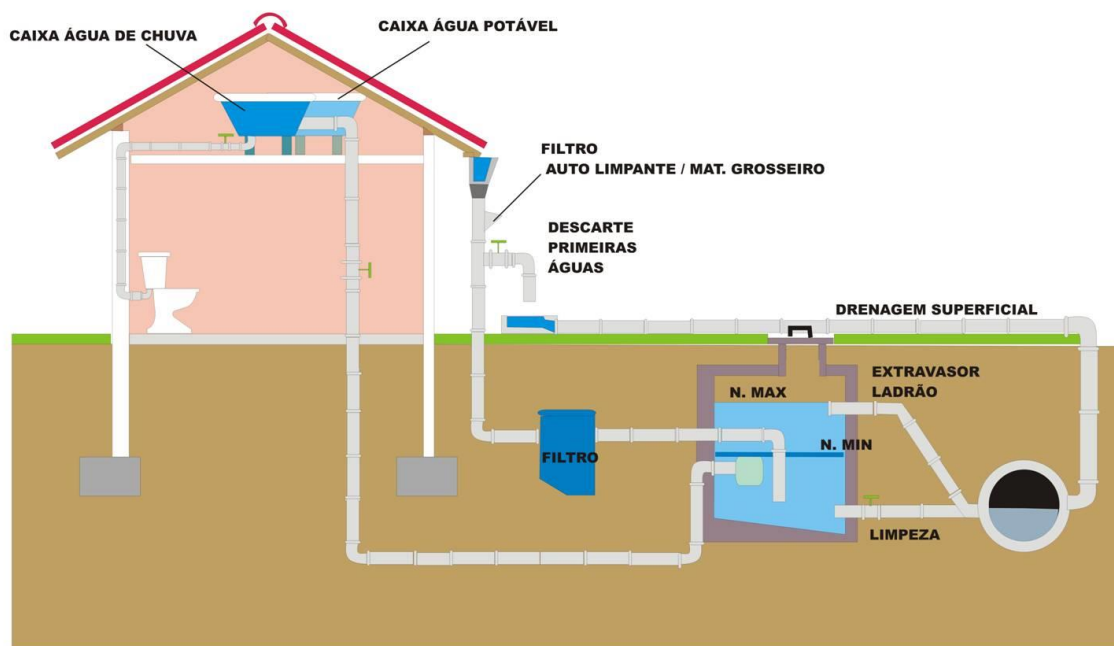 CAIXA ÁGUA DE CHUVA
CAIXA ÁGUA POTÁVEL
FILTRO
AUTO LIMPANTE / MAT. GROSSEIRO
DESCARTE
PRIMEIRAS
ÁGUAS
DRENAGEM SUPERFICIAL
EXTRAVASOR
LADRÃO
N. MAX
N. MIN
FILTRO
LIMPEZA